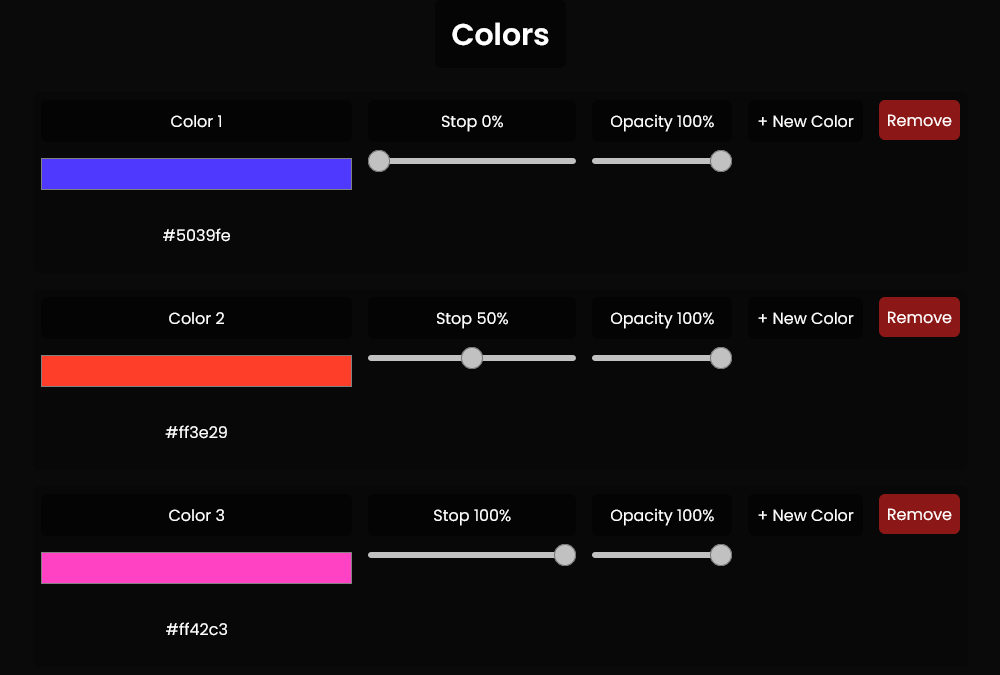 Colors
Color 1 Stop 0% Opacity 100% + New Color Remove
#5039fe
Color 2 Stop 50% Opacity 100% + New Color Remove
#ff3e29
Color 3 Stop 100% Opacity 100% + New Color Remove
#ff42c3